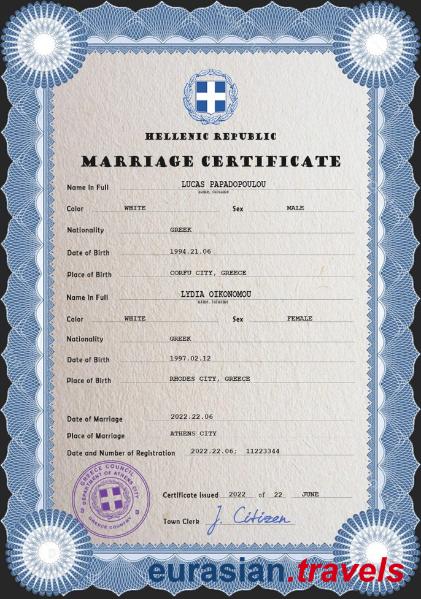 HELLENIC REPUBLIC
MARRIAGE CERTIFICATE
Name In Full LUCAS PAPADOPOULOU
Color WHITE Sex MALE
Nationality GREEK
Date of Birth 1994.21.06
Place of Birth CORFU CITY, GREECE
Name In Full LYDIA OIKONOMOU
Color WHITE Sex FEMALE
Nationality GREEK
Date of Birth 1997.02.12
Place of Birth RHODES CITY, GREECE
Date of Marriage 2022.22.06
Place of Marriage ATHENS CITY
Date and Number of Registration 2022.22.06; 11223344
GREECE COUNCIL
DEPARTMENT OF ATHENS CITY
GREECE COUNTRY
Certificate Issued 2022 of 22 JUNE
Town Clerk J. Citizen
eurasian.travels